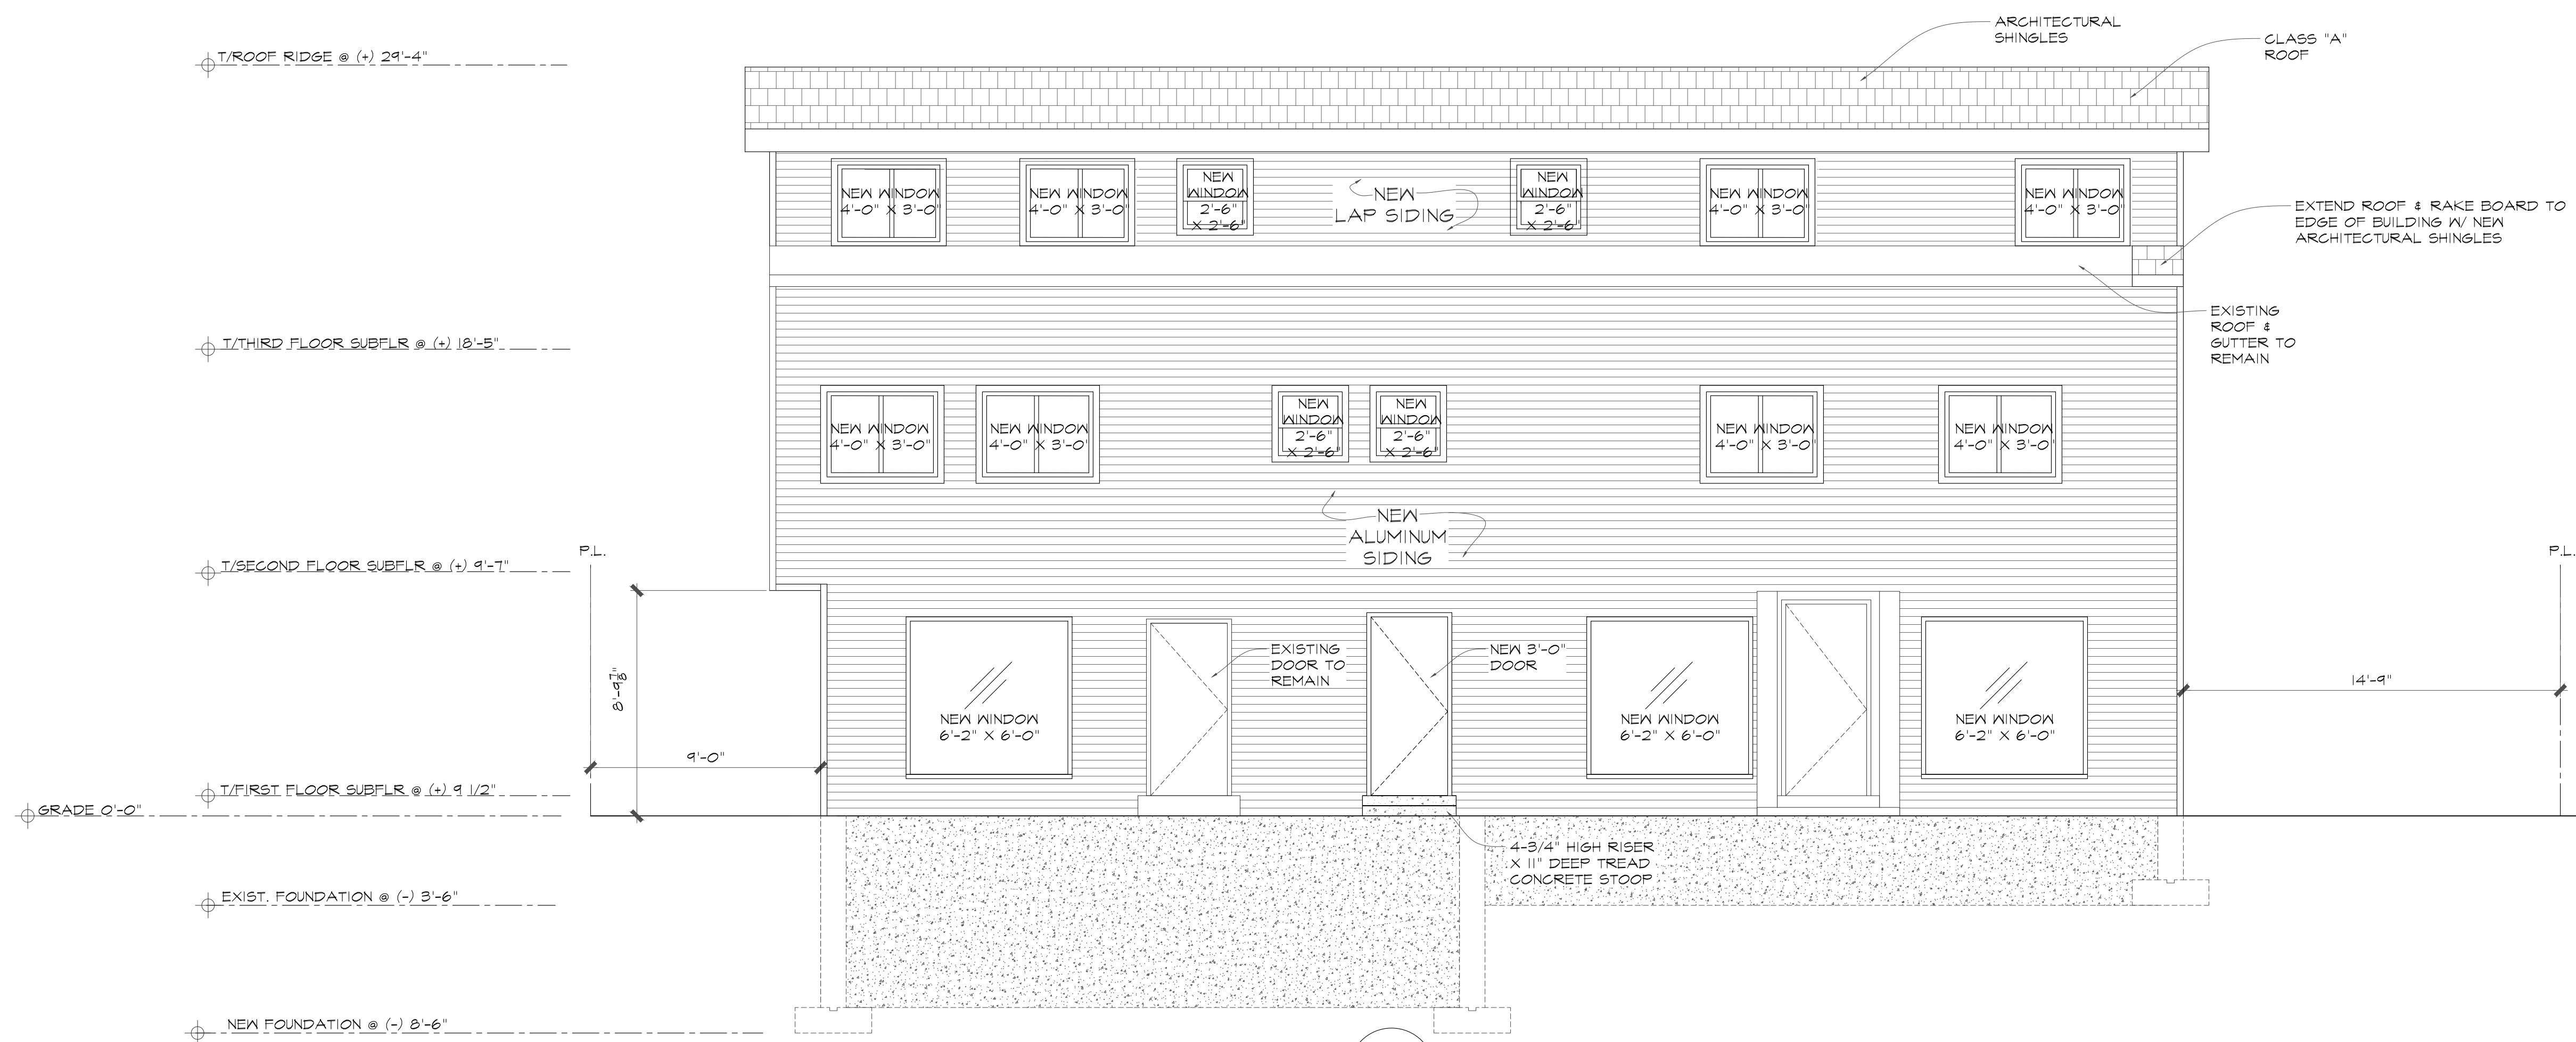 ARCHITECTURAL
SHINGLES
CLASS "A"
ROOF
T/ROOF RIDGE @ (+) 29'-4"
NEW WINDOW
4'-0" X 3'-0"
NEW WINDOW
4'-0" X 3'-0"
NEW
WINDOW
2'-6"
X 2'-6"
NEW
LAP SIDING
NEW
WINDOW
2'-6"
X 2'-6"
NEW WINDOW
4'-0" X 3'-0"
NEW WINDOW
4'-0" X 3'-0"
EXTEND ROOF & RAKE BOARD TO
EDGE OF BUILDING W/ NEW
ARCHITECTURAL SHINGLES
EXISTING
ROOF &
GUTTER TO
REMAIN
T/THIRD FLOOR SUBFLR @ (+) 18'-5"
NEW WINDOW
4'-0" X 3'-0"
NEW WINDOW
4'-0" X 3'-0"
NEW
WINDOW
2'-6"
X 2'-6"
NEW
WINDOW
2'-6"
X 2'-6"
NEW WINDOW
4'-0" X 3'-0"
NEW WINDOW
4'-0" X 3'-0"
NEW
ALUMINUM
SIDING
P.L.
P.L.
T/SECOND FLOOR SUBFLR @ (+) 9'-7"
8'-9 7/8"
9'-0"
NEW WINDOW
6'-2" X 6'-0"
EXISTING
DOOR TO
REMAIN
NEW 3'-0"
DOOR
NEW WINDOW
6'-2" X 6'-0"
NEW WINDOW
6'-2" X 6'-0"
14'-9"
T/FIRST FLOOR SUBFLR @ (+) 9 1/2"
GRADE 0'-0"
4-3/4" HIGH RISER
X 11" DEEP TREAD
CONCRETE STOOP
EXIST. FOUNDATION @ (-) 3'-6"
NEW FOUNDATION @ (-) 8'-6"